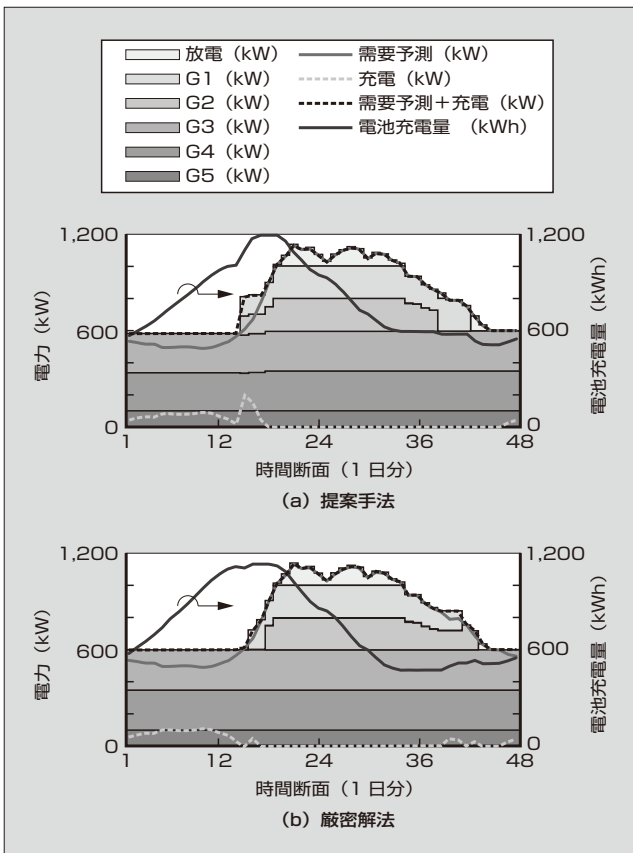 放電（kW）
G1（kW）
G2（kW）
G3（kW）
G4（kW）
G5（kW）
需要予測（kW）
充電（kW）
需要予測＋充電（kW）
電池充電量 （kWh）
1,200
600
0
電力（kW）
1,200
600
0
電池充電量（kWh）
1
12
24
36
48
時間断面（1 日分）
(a) 提案手法
1,200
600
0
電力（kW）
1,200
600
0
電池充電量（kWh）
1
12
24
36
48
時間断面（1 日分）
(b) 厳密解法